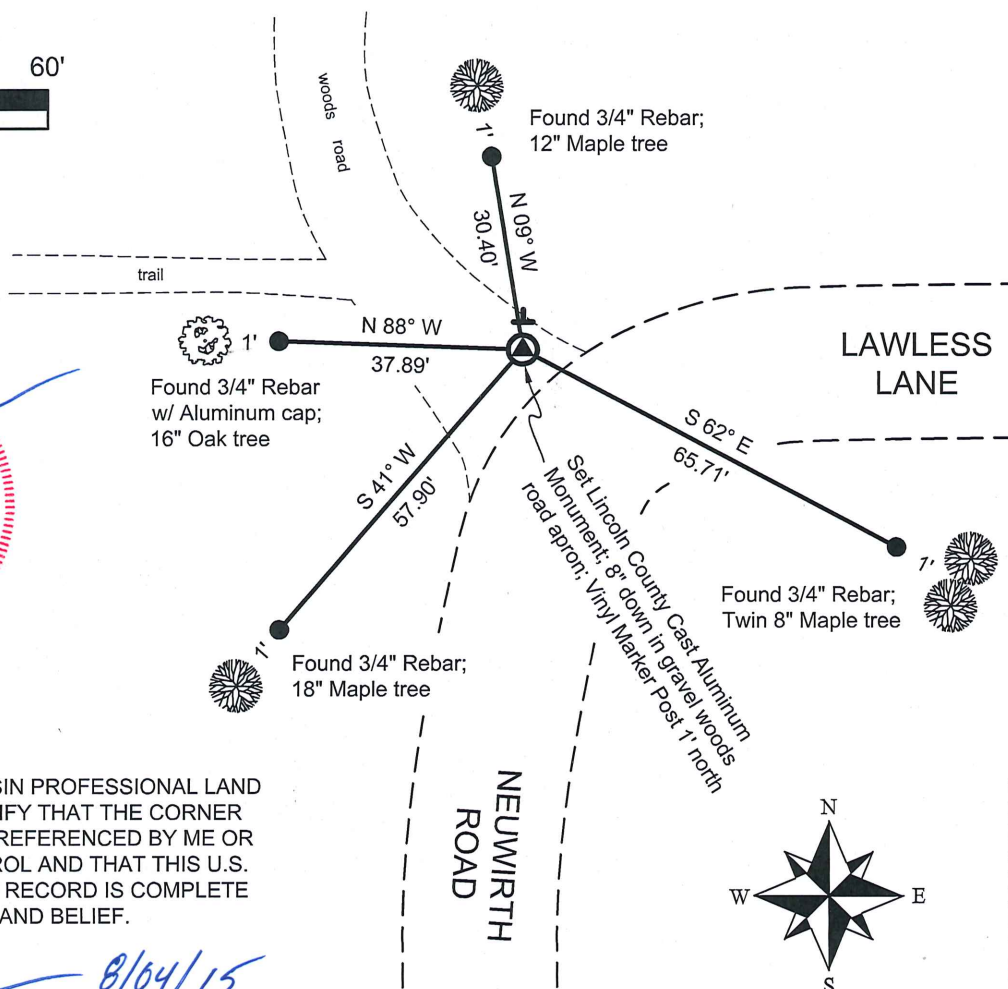 60'
woods road
Found 3/4" Rebar;
12" Maple tree
1'
N 09° W
30.40'
trail
N 88° W
37.89'
1'
Found 3/4" Rebar
w/ Aluminum cap;
16" Oak tree
LAWLESS
LANE
S 62° E
65.71'
S 41° W
57.90'
Set Lincoln County Cast Aluminum
Monument; 8" down in gravel woods
road apron; Vinyl Marker Post 1' north
1'
Found 3/4" Rebar;
Twin 8" Maple tree
1'
Found 3/4" Rebar;
18" Maple tree
NEUWIRTH
ROAD
SIN PROFESSIONAL LAND
IFY THAT THE CORNER
REFERENCED BY ME OR
ROL AND THAT THIS U.S.
RECORD IS COMPLETE
AND BELIEF.
8/04/15
N
W
E
S